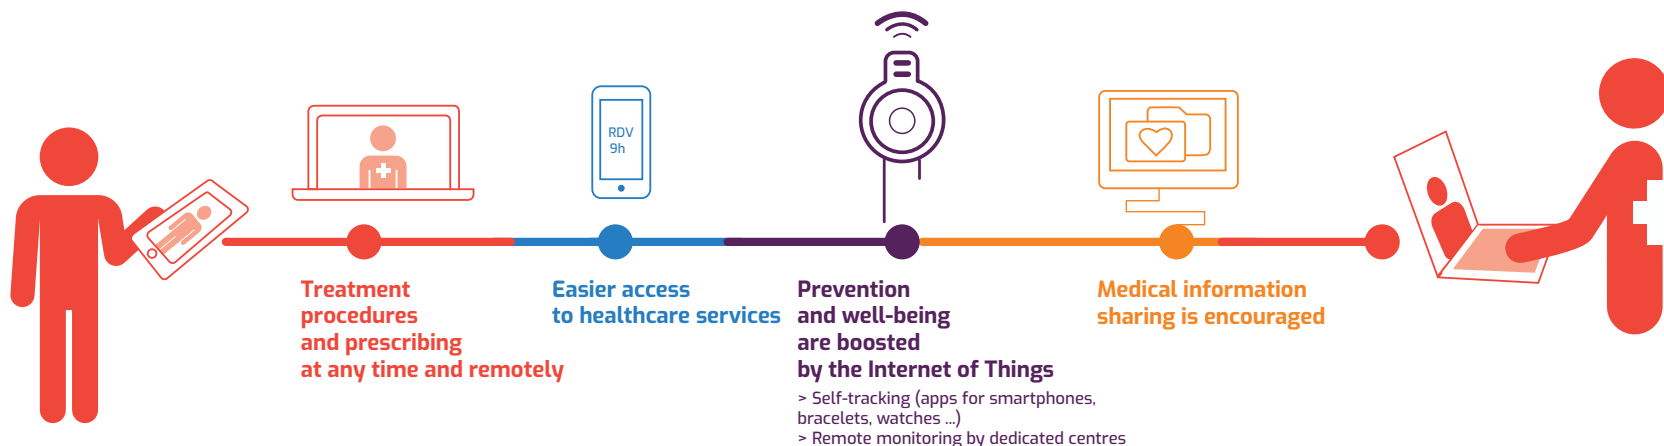 RDV
9h
Treatment
procedures
and prescribing
at any time and remotely
Easier access
to healthcare services
Prevention
and well-being
are boosted
by the Internet of Things
> Self-tracking (apps for smartphones,
bracelets, watches ...)
> Remote monitoring by dedicated centres
Medical information
sharing is encouraged